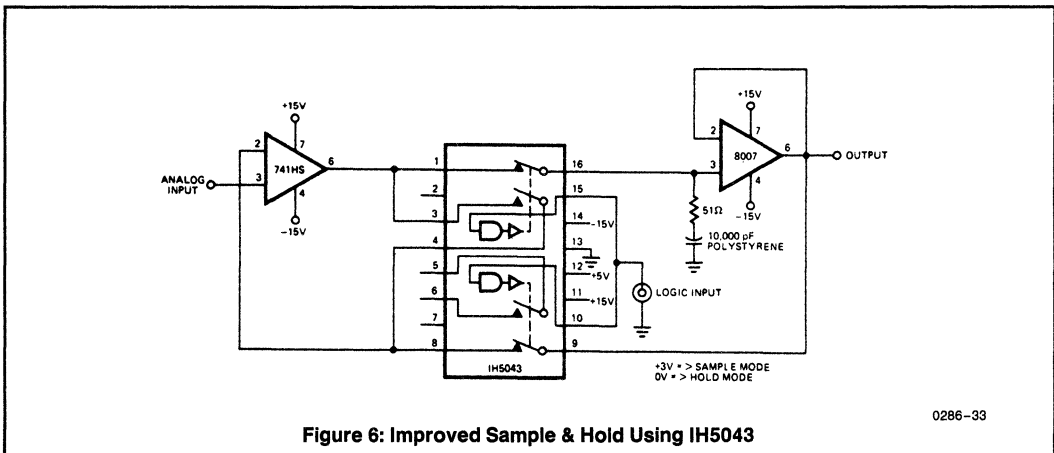 +15V
2
7
741HS
6
ANALOG
INPUT
3
4
-15V
1
2
3
4
5
6
7
8
16
15
14
-15V
13
12
+5V
11
+15V
10
9
IH5043
LOGIC INPUT
+15V
2
7
8007
6
OUTPUT
3
4
-15V
51Ω
10,000 pF
POLYSTYRENE
+3V = > SAMPLE MODE
0V = > HOLD MODE
0286-33
Figure 6: Improved Sample & Hold Using IH5043